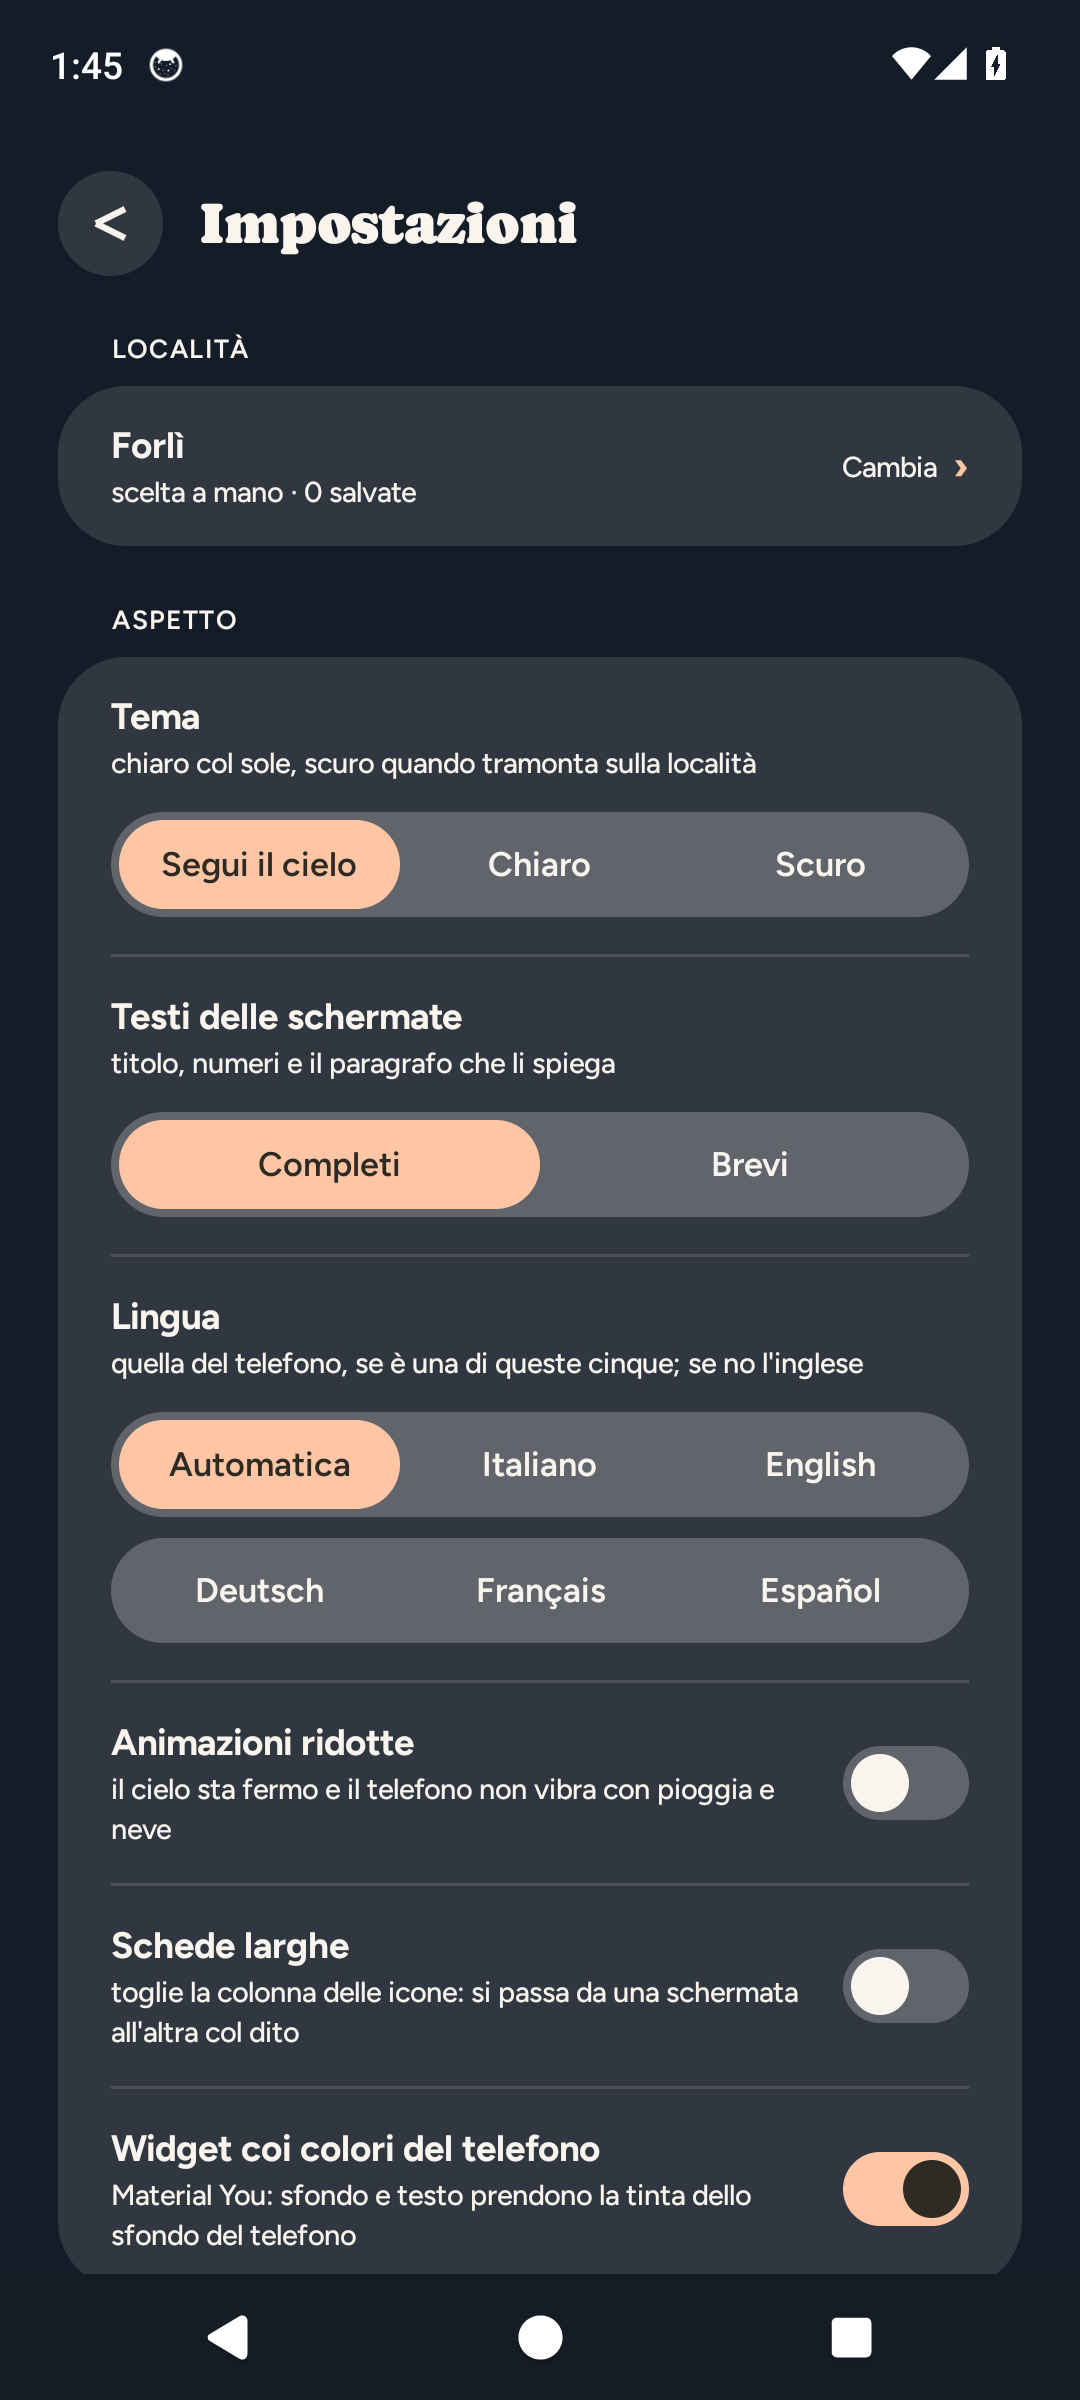 1:45
Impostazioni
LOCALITÀ
Forlì
scelta a mano · 0 salvate
Cambia ›
ASPETTO
Tema
chiaro col sole, scuro quando tramonta sulla località
Segui il cielo Chiaro Scuro
Testi delle schermate
titolo, numeri e il paragrafo che li spiega
Completi Brevi
Lingua
quella del telefono, se è una di queste cinque; se no l'inglese
Automatica Italiano English
Deutsch Français Español
Animazioni ridotte
il cielo sta fermo e il telefono non vibra con pioggia e
neve
Schede larghe
toglie la colonna delle icone: si passa da una schermata
all'altra col dito
Widget coi colori del telefono
Material You: sfondo e testo prendono la tinta dello
sfondo del telefono